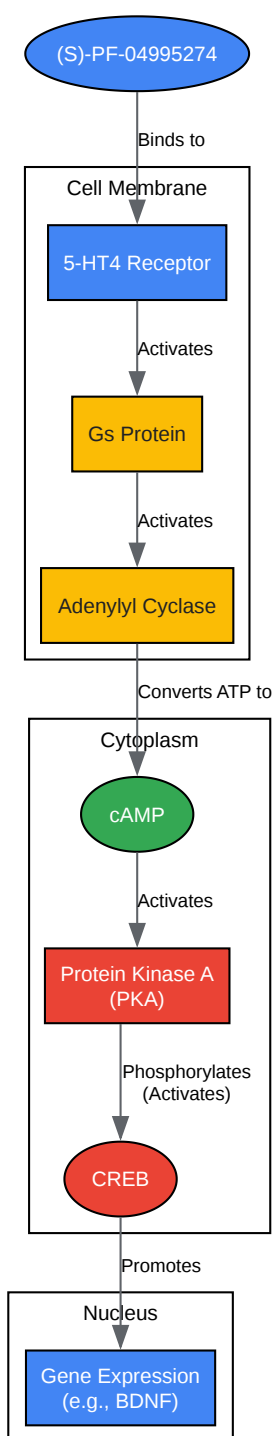 (S)-PF-04995274
Binds to
Cell Membrane
5-HT4 Receptor
Activates
Gs Protein
Activates
Adenylyl Cyclase
Converts ATP to
Cytoplasm
cAMP
Activates
Protein Kinase A
(PKA)
Phosphorylates
(Activates)
CREB
Promotes
Nucleus
Gene Expression
(e.g., BDNF)